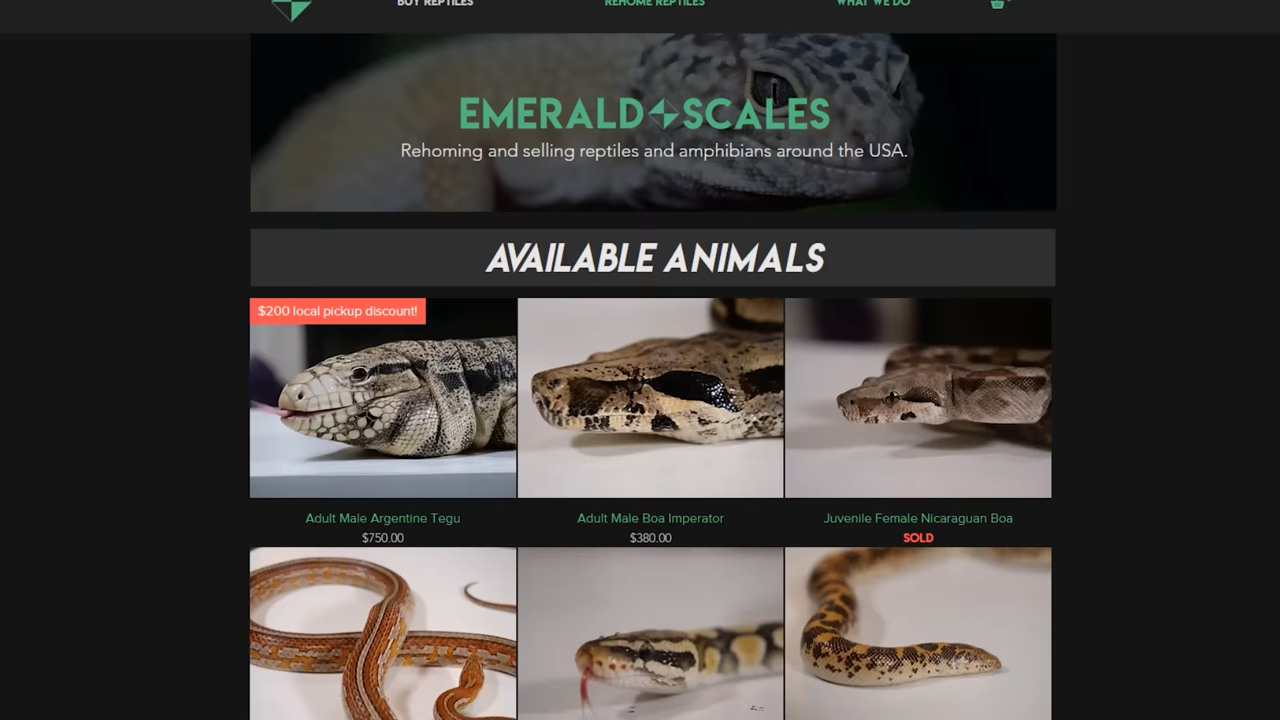 BUY REPTILES
REHOME REPTILES
WHAT WE DO
EMERALD SCALES
Rehoming and selling reptiles and amphibians around the USA.
AVAILABLE ANIMALS
$200 local pickup discount!
Adult Male Argentine Tegu
$750.00
Adult Male Boa Imperator
$380.00
Juvenile Female Nicaraguan Boa
SOLD